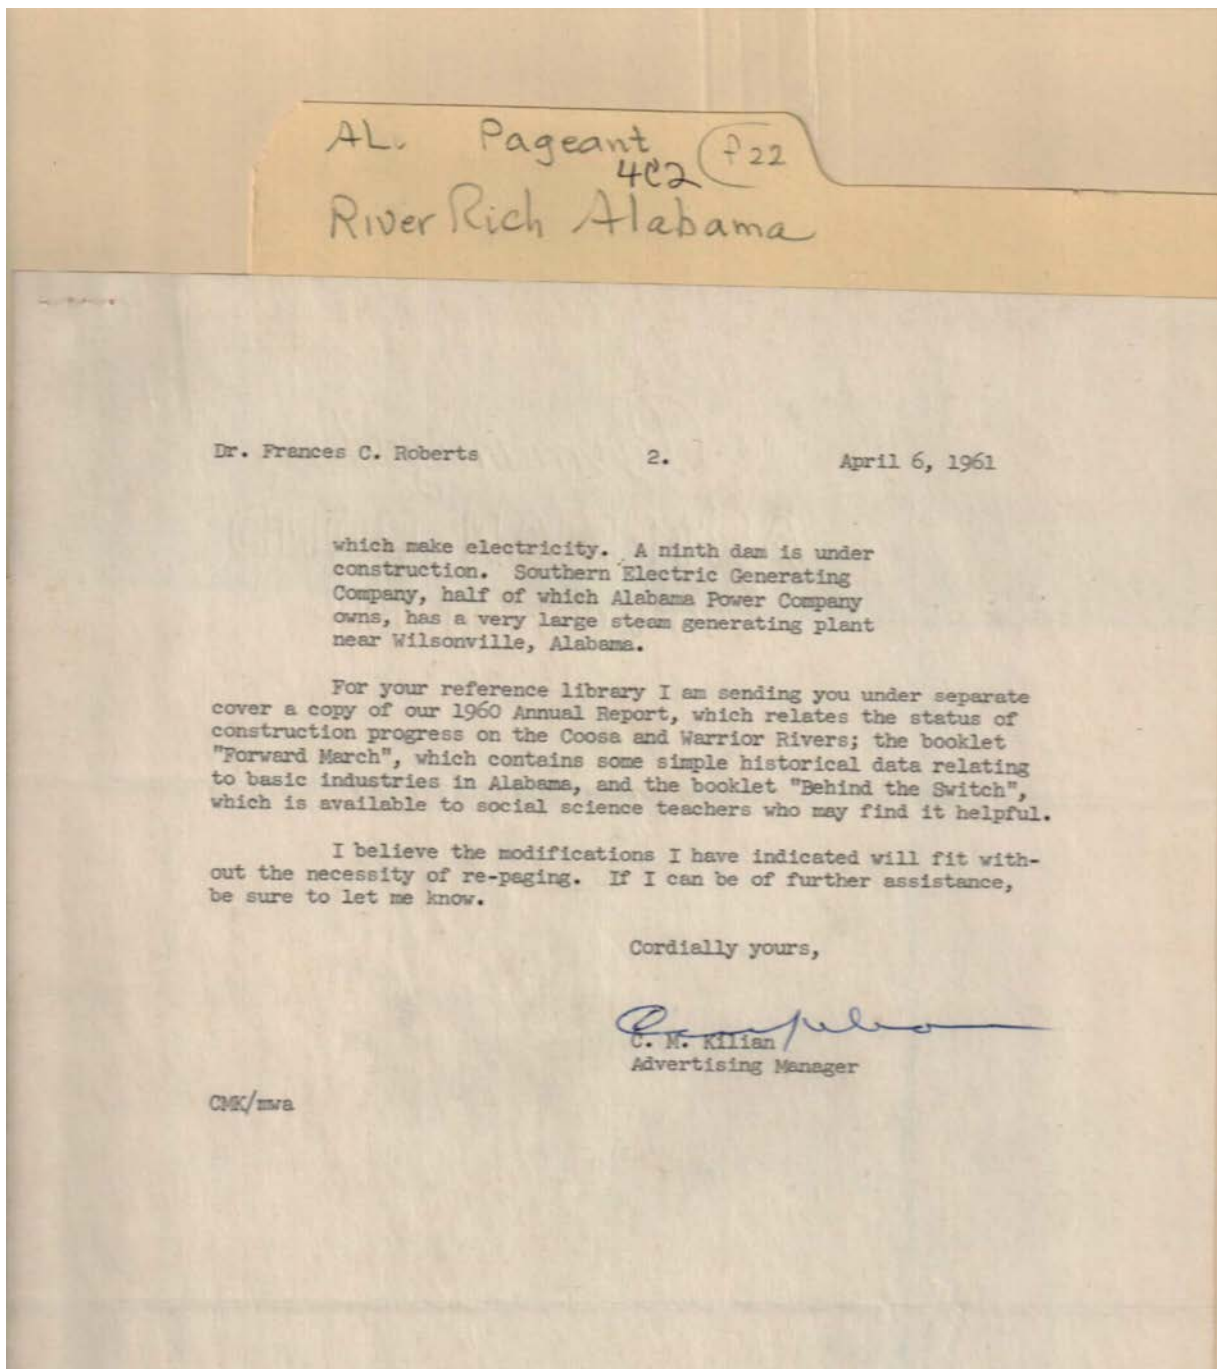 AL. Pageant f22
4C2
River Rich Alabama
Dr. Frances C. Roberts 2. April 6, 1961
which make electricity. A ninth dam is under
construction. Southern Electric Generating
Company, half of which Alabama Power Company
owns, has a very large steam generating plant
near Wilsonville, Alabama.
For your reference library I am sending you under separate
cover a copy of our 1960 Annual Report, which relates the status of
construction progress on the Coosa and Warrior Rivers; the booklet
"Forward March", which contains some simple historical data relating
to basic industries in Alabama, and the booklet "Behind the Switch",
which is available to social science teachers who may find it helpful.
I believe the modifications I have indicated will fit with-
out the necessity of re-paging. If I can be of further assistance,
be sure to let me know.
Cordially yours,
C. M. Kilian
Advertising Manager
CMK/mwa